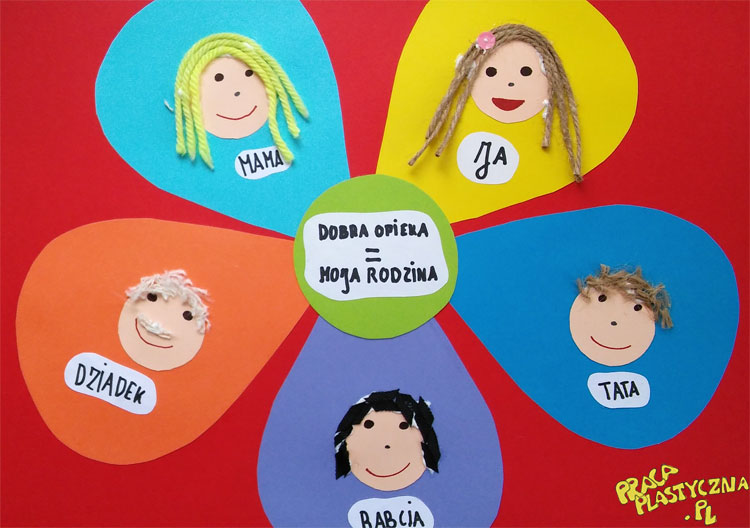 MAMA
JA
DOBRA OPIEKA
=
MOJA RODZINA
DZIADEK
TATA
BABCIA
PRACA
PLASTYCZNA
.PL